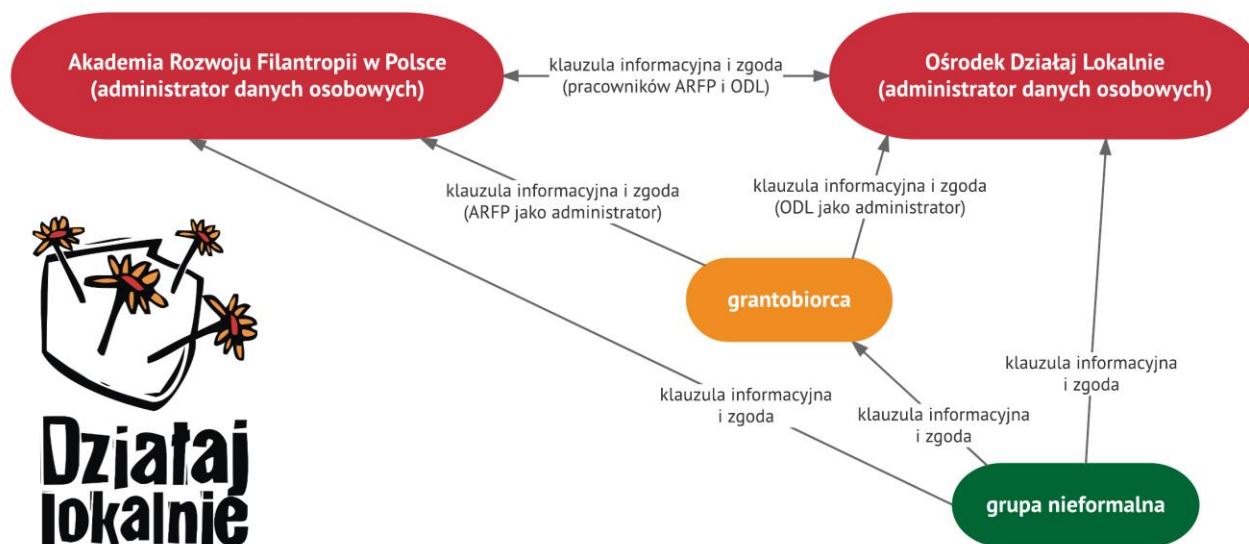 Akademia Rozwoju Filantropii w Polsce
(administrator danych osobowych)
klauzula informacyjna i zgoda
(pracowników ARFP i ODL)
Ośrodek Działaj Lokalnie
(administrator danych osobowych)
klauzula informacyjna i zgoda
(ARFP jako administrator)
klauzula informacyjna i zgoda
(ODL jako administrator)
grantobiorca
klauzula informacyjna
i zgoda
klauzula informacyjna
i zgoda
klauzula informacyjna
i zgoda
grupa nieformalna
Działaj
lokalnie